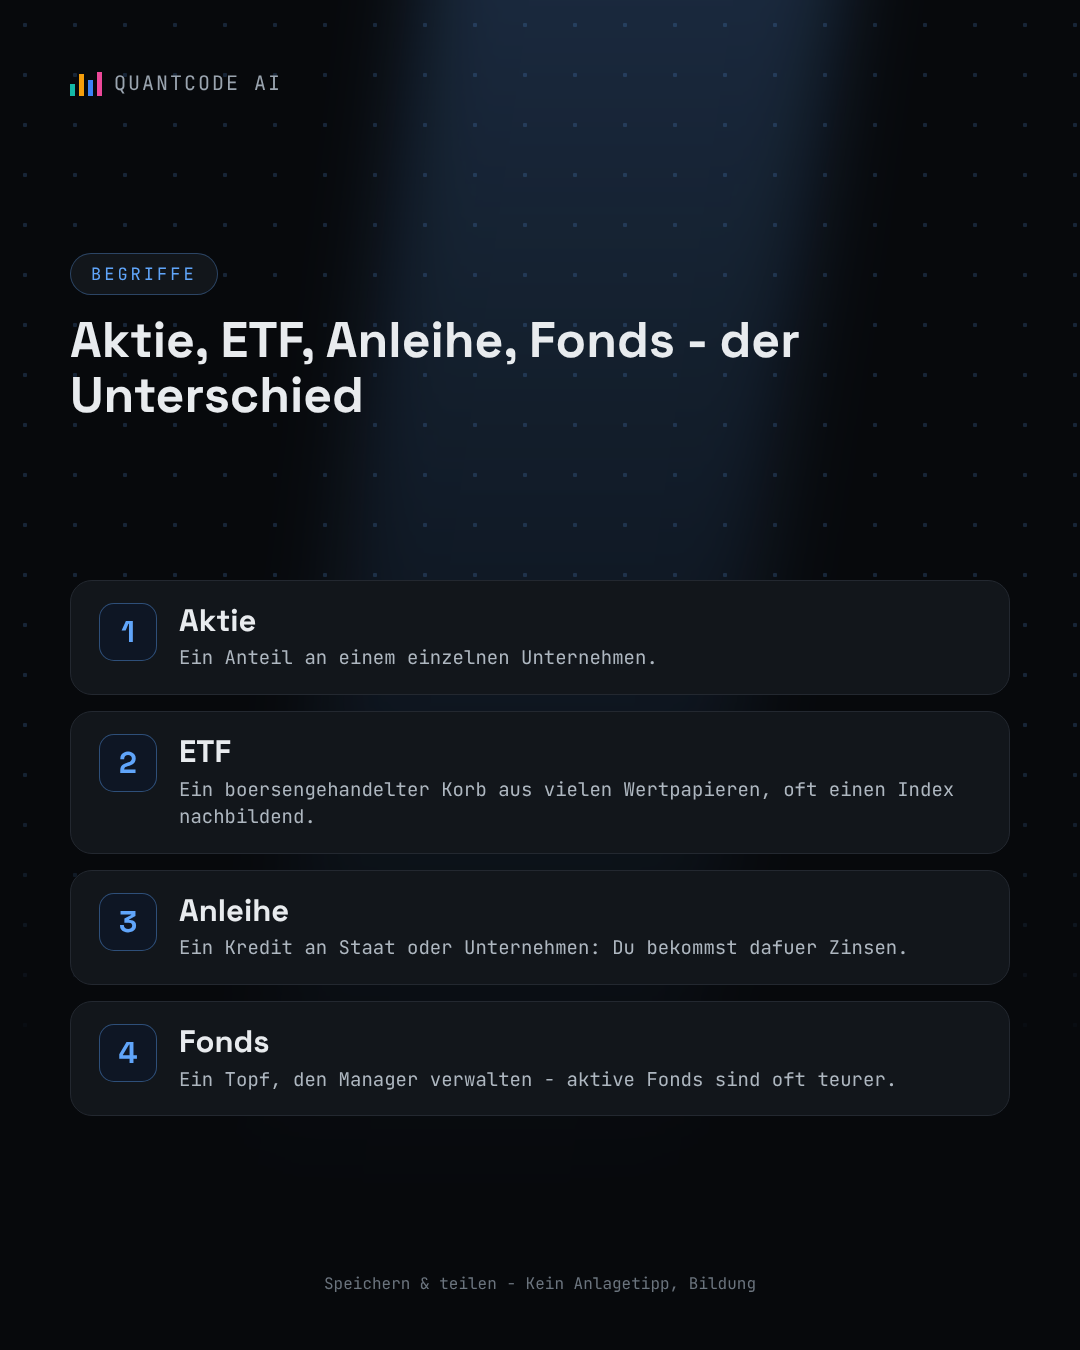 QUANTCODE AI
BEGRIFFE
Aktie, ETF, Anleihe, Fonds - der
Unterschied
1
Aktie
Ein Anteil an einem einzelnen Unternehmen.
2
ETF
Ein boersengehandelter Korb aus vielen Wertpapieren, oft einen Index
nachbildend.
3
Anleihe
Ein Kredit an Staat oder Unternehmen: Du bekommst dafuer Zinsen.
4
Fonds
Ein Topf, den Manager verwalten - aktive Fonds sind oft teurer.
Speichern & teilen - Kein Anlagetipp, Bildung